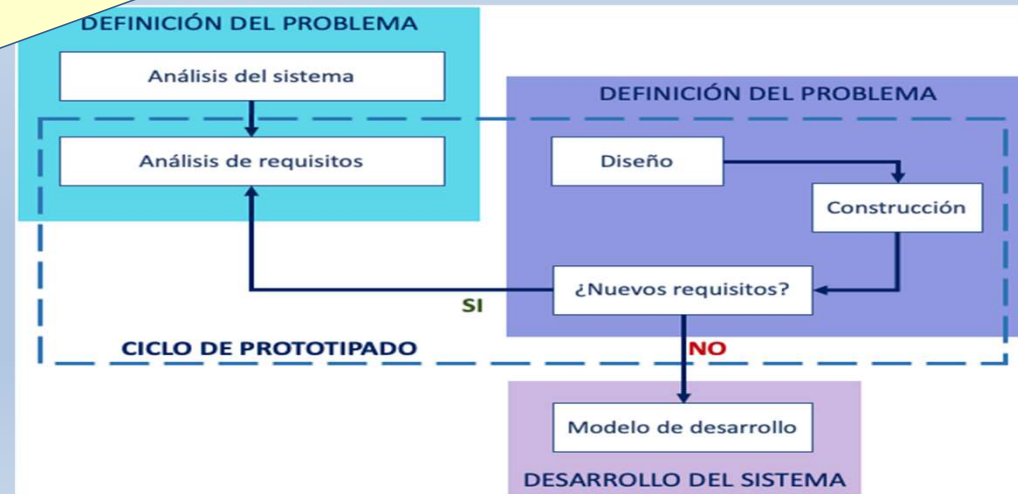 DEFINICIÓN DEL PROBLEMA
Análisis del sistema
Análisis de requisitos
DEFINICIÓN DEL PROBLEMA
Diseño
Construcción
¿Nuevos requisitos?
SI
CICLO DE PROTOTIPADO
NO
Modelo de desarrollo
DESARROLLO DEL SISTEMA